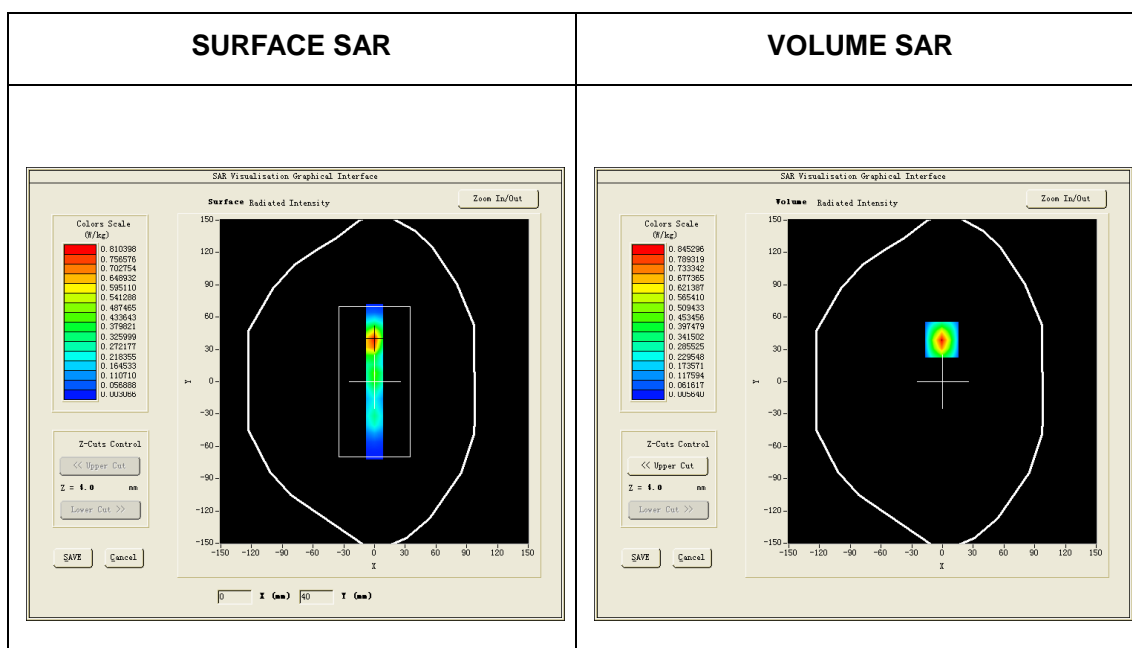 SURFACE SAR
SAR Visualisation Graphical Interface
Surface Radiated Intensity
Zoom In/Out
Colors Scale
(W/kg)
0.810398
0.756576
0.702754
0.648932
0.595110
0.541288
0.487465
0.433643
0.379821
0.325999
0.272177
0.218355
0.164533
0.110710
0.056888
0.003066
150
120
90
60
30
0
-30
-60
-90
-120
-150
Y
-150 -120 -90 -60 -30 0 30 60 90 120 150
X
Z-Cuts Control
<< Upper Cut
Z = 4.0 mm
Lower Cut >>
SAVE Cancel
0 X (mm) 40 Y (mm)
VOLUME SAR
SAR Visualisation Graphical Interface
Volume Radiated Intensity
Zoom In/Out
Colors Scale
(W/kg)
0.845296
0.789319
0.733342
0.677365
0.621387
0.565410
0.509433
0.453456
0.397479
0.341502
0.285525
0.229548
0.173571
0.117594
0.061617
0.005640
150
120
90
60
30
0
-30
-60
-90
-120
-150
Y
-150 -120 -90 -60 -30 0 30 60 90 120 150
X
Z-Cuts Control
<< Upper Cut
Z = 4.0 mm
Lower Cut >>
SAVE Cancel